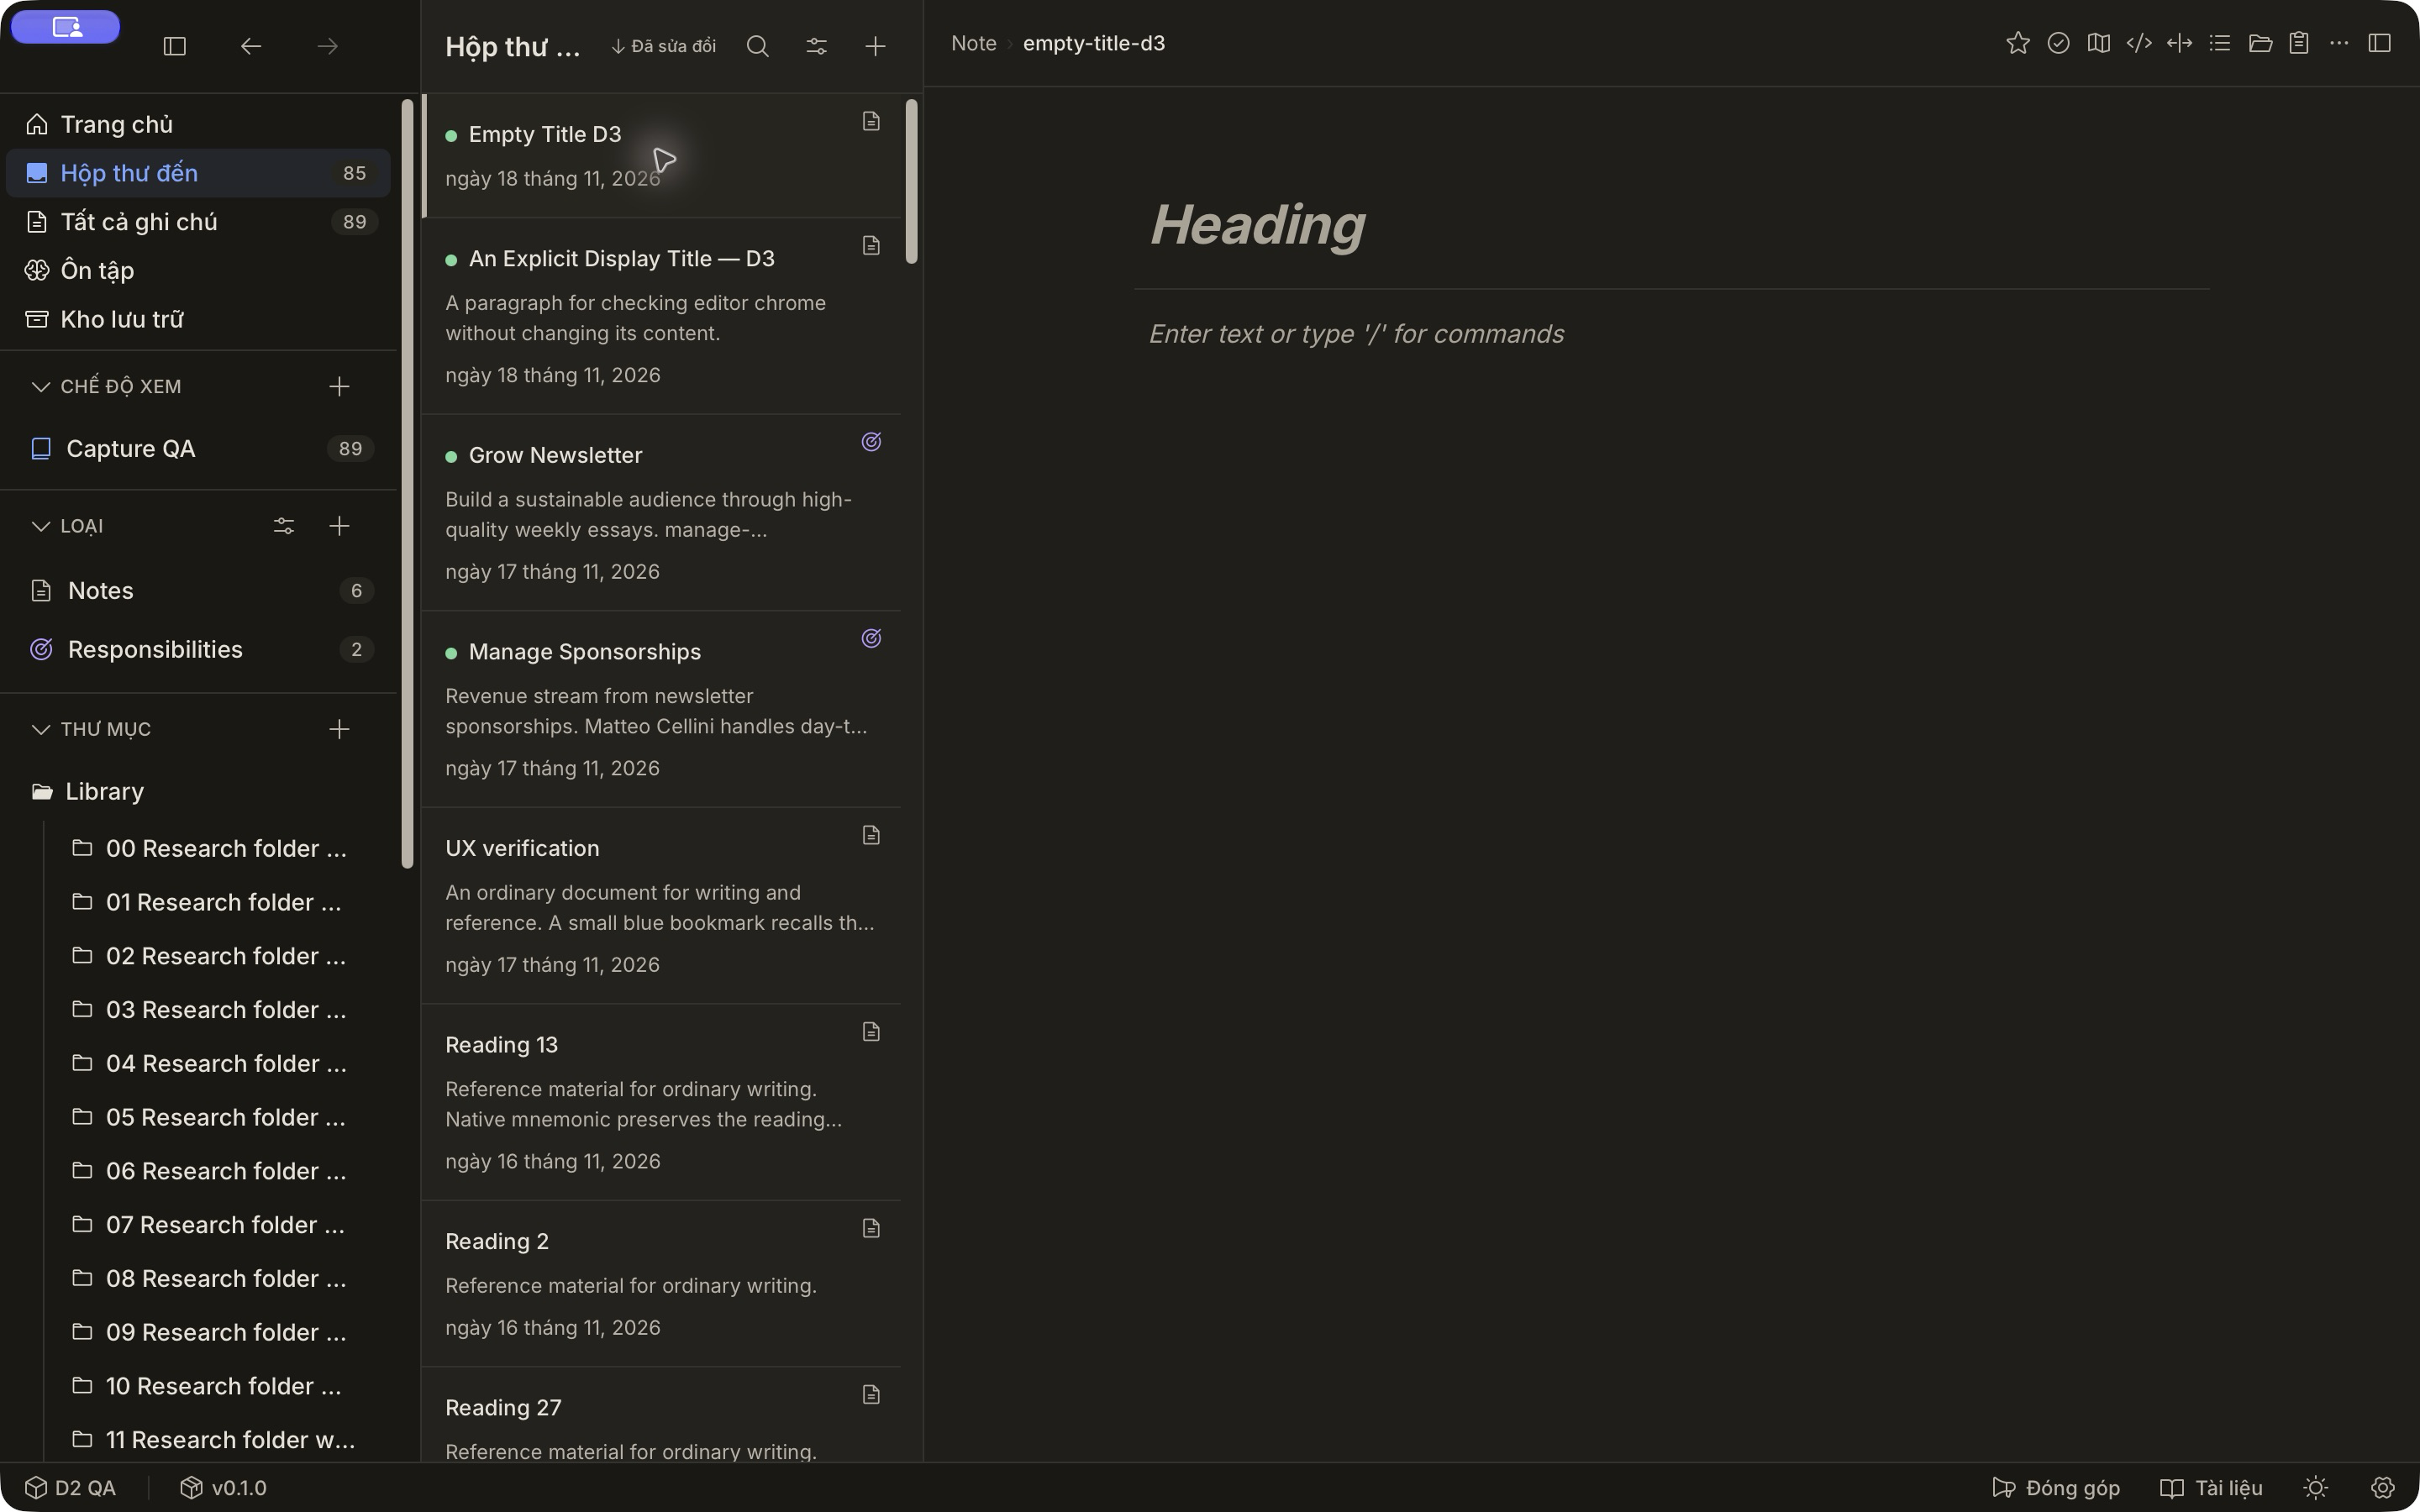 Trang chủ
Hộp thư đến 85
Tất cả ghi chú 89
Ôn tập
Kho lưu trữ
CHẾ ĐỘ XEM
Capture QA 89
LOẠI
Notes 6
Responsibilities 2
THƯ MỤC
Library
00 Research folder ...
01 Research folder ...
02 Research folder ...
03 Research folder ...
04 Research folder ...
05 Research folder ...
06 Research folder ...
07 Research folder ...
08 Research folder ...
09 Research folder ...
10 Research folder ...
11 Research folder w...
Hộp thư ... Đã sửa đổi
Empty Title D3
ngày 18 tháng 11, 2026
An Explicit Display Title — D3
A paragraph for checking editor chrome
without changing its content.
ngày 18 tháng 11, 2026
Grow Newsletter
Build a sustainable audience through high-
quality weekly essays. manage-...
ngày 17 tháng 11, 2026
Manage Sponsorships
Revenue stream from newsletter
sponsorships. Matteo Cellini handles day-t...
ngày 17 tháng 11, 2026
UX verification
An ordinary document for writing and
reference. A small blue bookmark recalls th...
ngày 17 tháng 11, 2026
Reading 13
Reference material for ordinary writing.
Native mnemonic preserves the reading...
ngày 16 tháng 11, 2026
Reading 2
Reference material for ordinary writing.
ngày 16 tháng 11, 2026
Reading 27
Reference material for ordinary writing.
Note › empty-title-d3
Heading
Enter text or type '/' for commands
D2 QA v0.1.0
Đóng góp Tài liệu